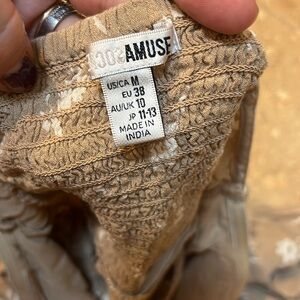 AMUSE
US/CA M
EU 38
AU/UK 10
JP 11-13
MADE IN
INDIA